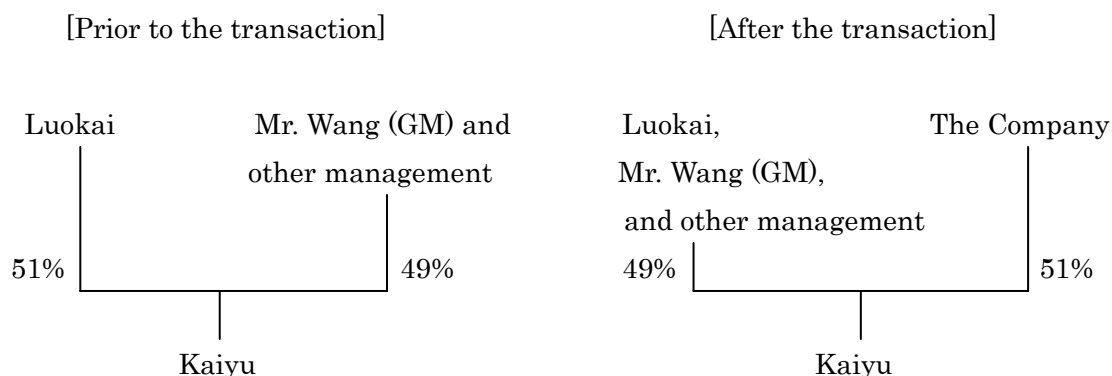 [Prior to the transaction]
[After the transaction]
Luokai
Mr. Wang (GM) and
other management
51%
49%
Kaiyu
Luokai,
Mr. Wang (GM),
and other management
The Company
49%
51%
Kaiyu